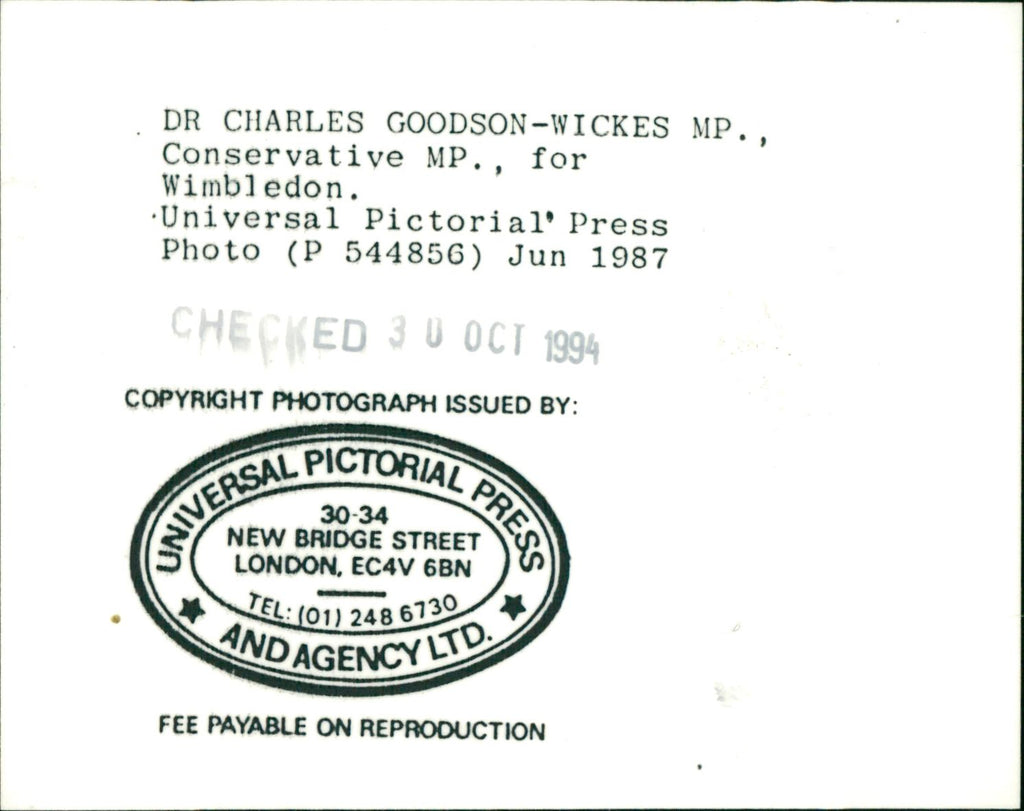 DR CHARLES GOODSON-WICKES MP.,
Conservative MP., for
Wimbledon.
Universal Pictorial' Press
Photo (P 544856) Jun 1987
CHECKED 30 OCT 1994
COPYRIGHT PHOTOGRAPH ISSUED BY:
UNIVERSAL PICTORIAL PRESS
30-34
NEW BRIDGE STREET
LONDON, EC4V 6BN
TEL: (01) 248 6730
AND AGENCY LTD.
FEE PAYABLE ON REPRODUCTION